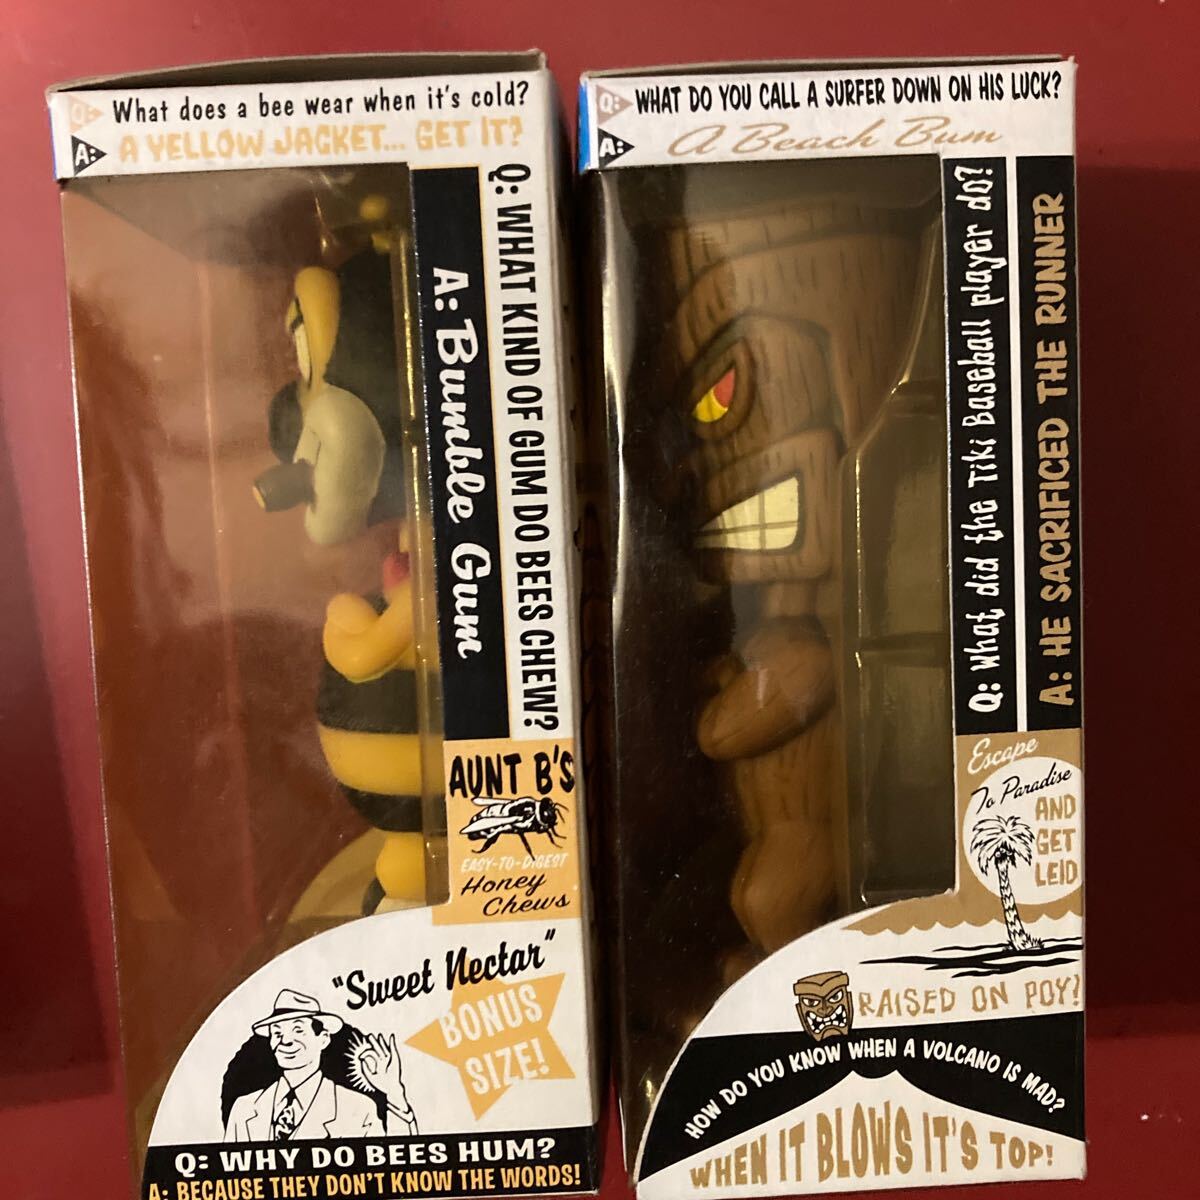 Q: What does a bee wear when it's cold?
A: A YELLOW JACKET... GET IT?
Q: WHAT KIND OF GUM DO BEES CHEW?
A: Bumble Gum
AUNT B'S
EASY-TO-DIGEST
Honey
Chews
"Sweet Nectar"
BONUS
SIZE!
Q: WHY DO BEES HUM?
A: BECAUSE THEY DON'T KNOW THE WORDS!
Q: WHAT DO YOU CALL A SURFER DOWN ON HIS LUCK?
A: A Beach Bum
Q: What did the Tiki Baseball player do?
A: HE SACRIFICED THE RUNNER
Escape
To Paradise
AND
GET
LEID
RAISED ON POY!
HOW DO YOU KNOW WHEN A VOLCANO IS MAD?
WHEN IT BLOWS IT'S TOP!